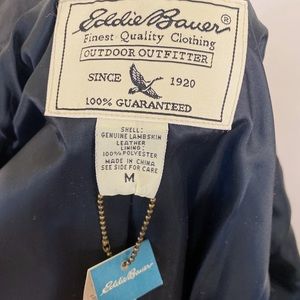 Eddie Bauer®
Finest Quality Clothing
OUTDOOR OUTFITTER
SINCE 1920
100% GUARANTEED
SHELL:
GENUINE LAMBSKIN
LEATHER
LINING:
100% POLYESTER
MADE IN CHINA
SEE SIDE FOR CARE
M
Eddie Bauer